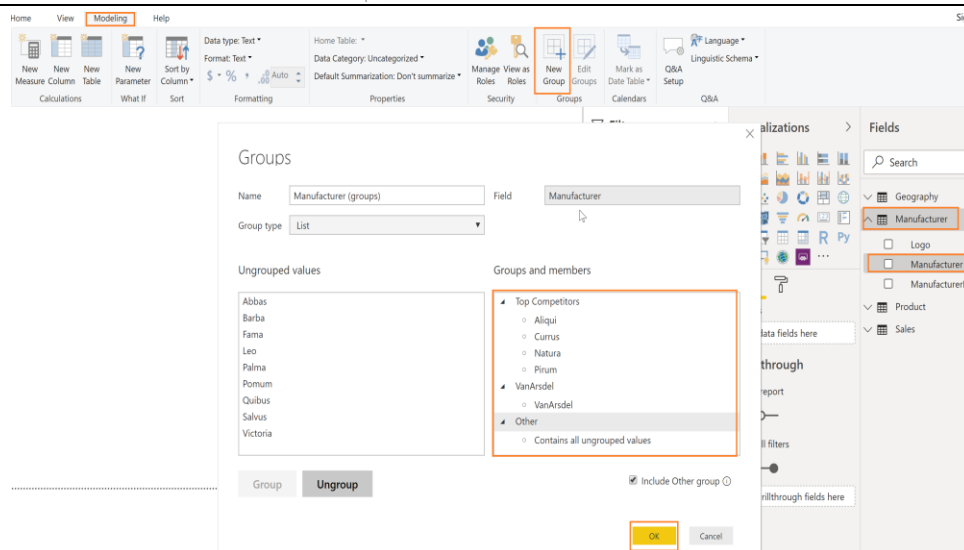 Home View Modeling Help
Data type: Text Home Table:
Format: Text Data Category: Uncategorized
$ % , .00 Auto Default Summarization: Don't summarize
Language
Linguistic Schema
New Measure New Column New Table
New Parameter
Sort by Column
Manage Roles View as Roles
New Group Edit Groups
Mark as Date Table
Q&A Setup
Calculations What If Sort Formatting Properties Security Groups Calendars Q&A
alizations Fields
Groups
Search
Name Manufacturer (groups) Field Manufacturer
Geography
Manufacturer
Group type List
R Py
Logo
Manufacturer
Ungrouped values Groups and members
Product
Sales
Abbas
Barba
Fama
Leo
Palma
Pomum
Quibus
Salvus
Victoria
Top Competitors
Aliqui
Currus
Natura
Pirum
VanArsdel
VanArsdel
Other
Contains all ungrouped values
data fields here
through
report
ll filters
rillthrough fields here
Group Ungroup Include Other group
OK Cancel